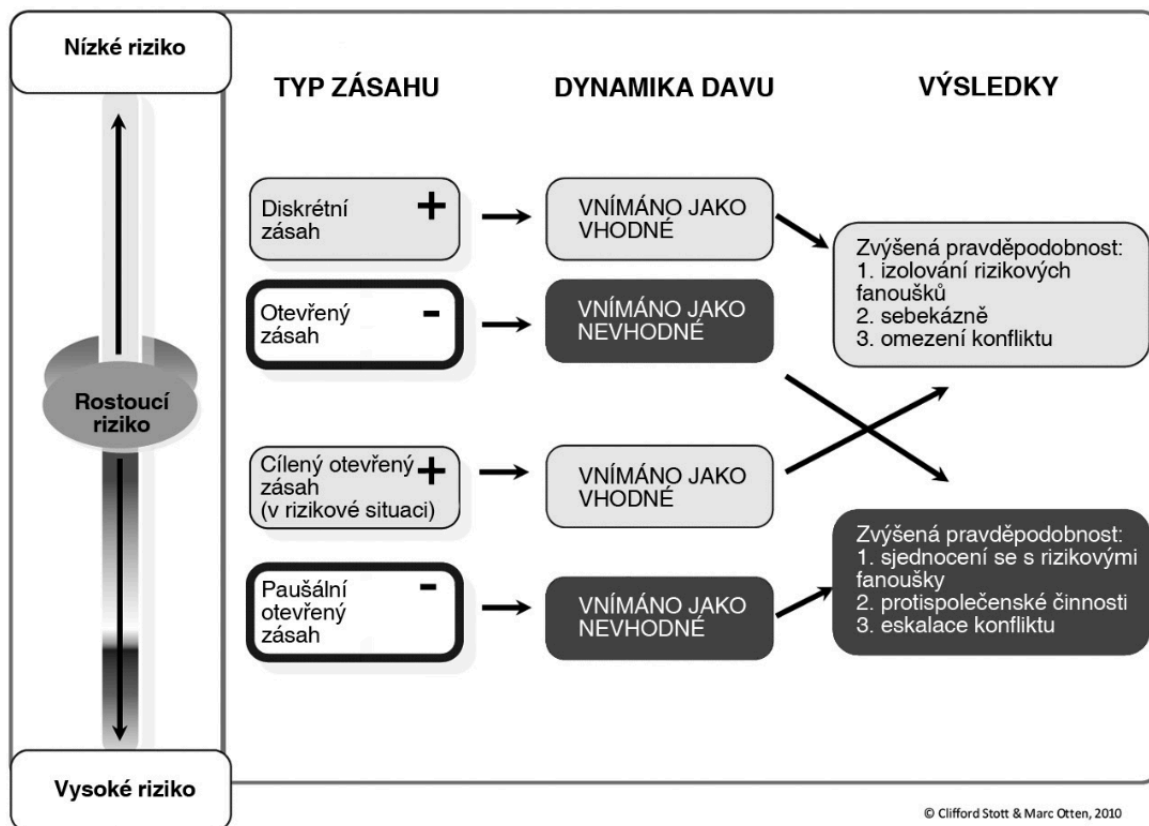 Nízké riziko
TYP ZÁSAHU
DYNAMIKA DAVU
VÝSLEDKY
Diskrétní
zásah
+
VNÍMÁNO JAKO
VHODNÉ
Otevřený
zásah
-
VNÍMÁNO JAKO
NEVHODNÉ
Zvýšená pravděpodobnost:
1. izolování rizikových
fanoušků
2. sebekázně
3. omezení konfliktu
Rostoucí
riziko
Cílený otevřený
zásah
(v rizikové situaci)
+
VNÍMÁNO JAKO
VHODNÉ
Paušální
otevřený
zásah
-
VNÍMÁNO JAKO
NEVHODNÉ
Zvýšená pravděpodobnost:
1. sjednocení se s rizikovými
fanoušky
2. protispolečenské činnosti
3. eskalace konfliktu
Vysoké riziko
© Clifford Stott & Marc Otten, 2010